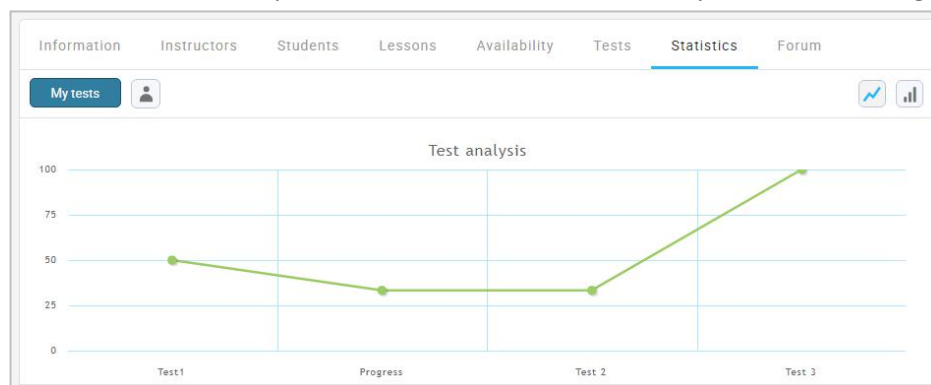 Information Instructors Students Lessons Availability Tests Statistics Forum
My tests
Test analysis
100
75
50
25
0
Test1 Progress Test 2 Test 3